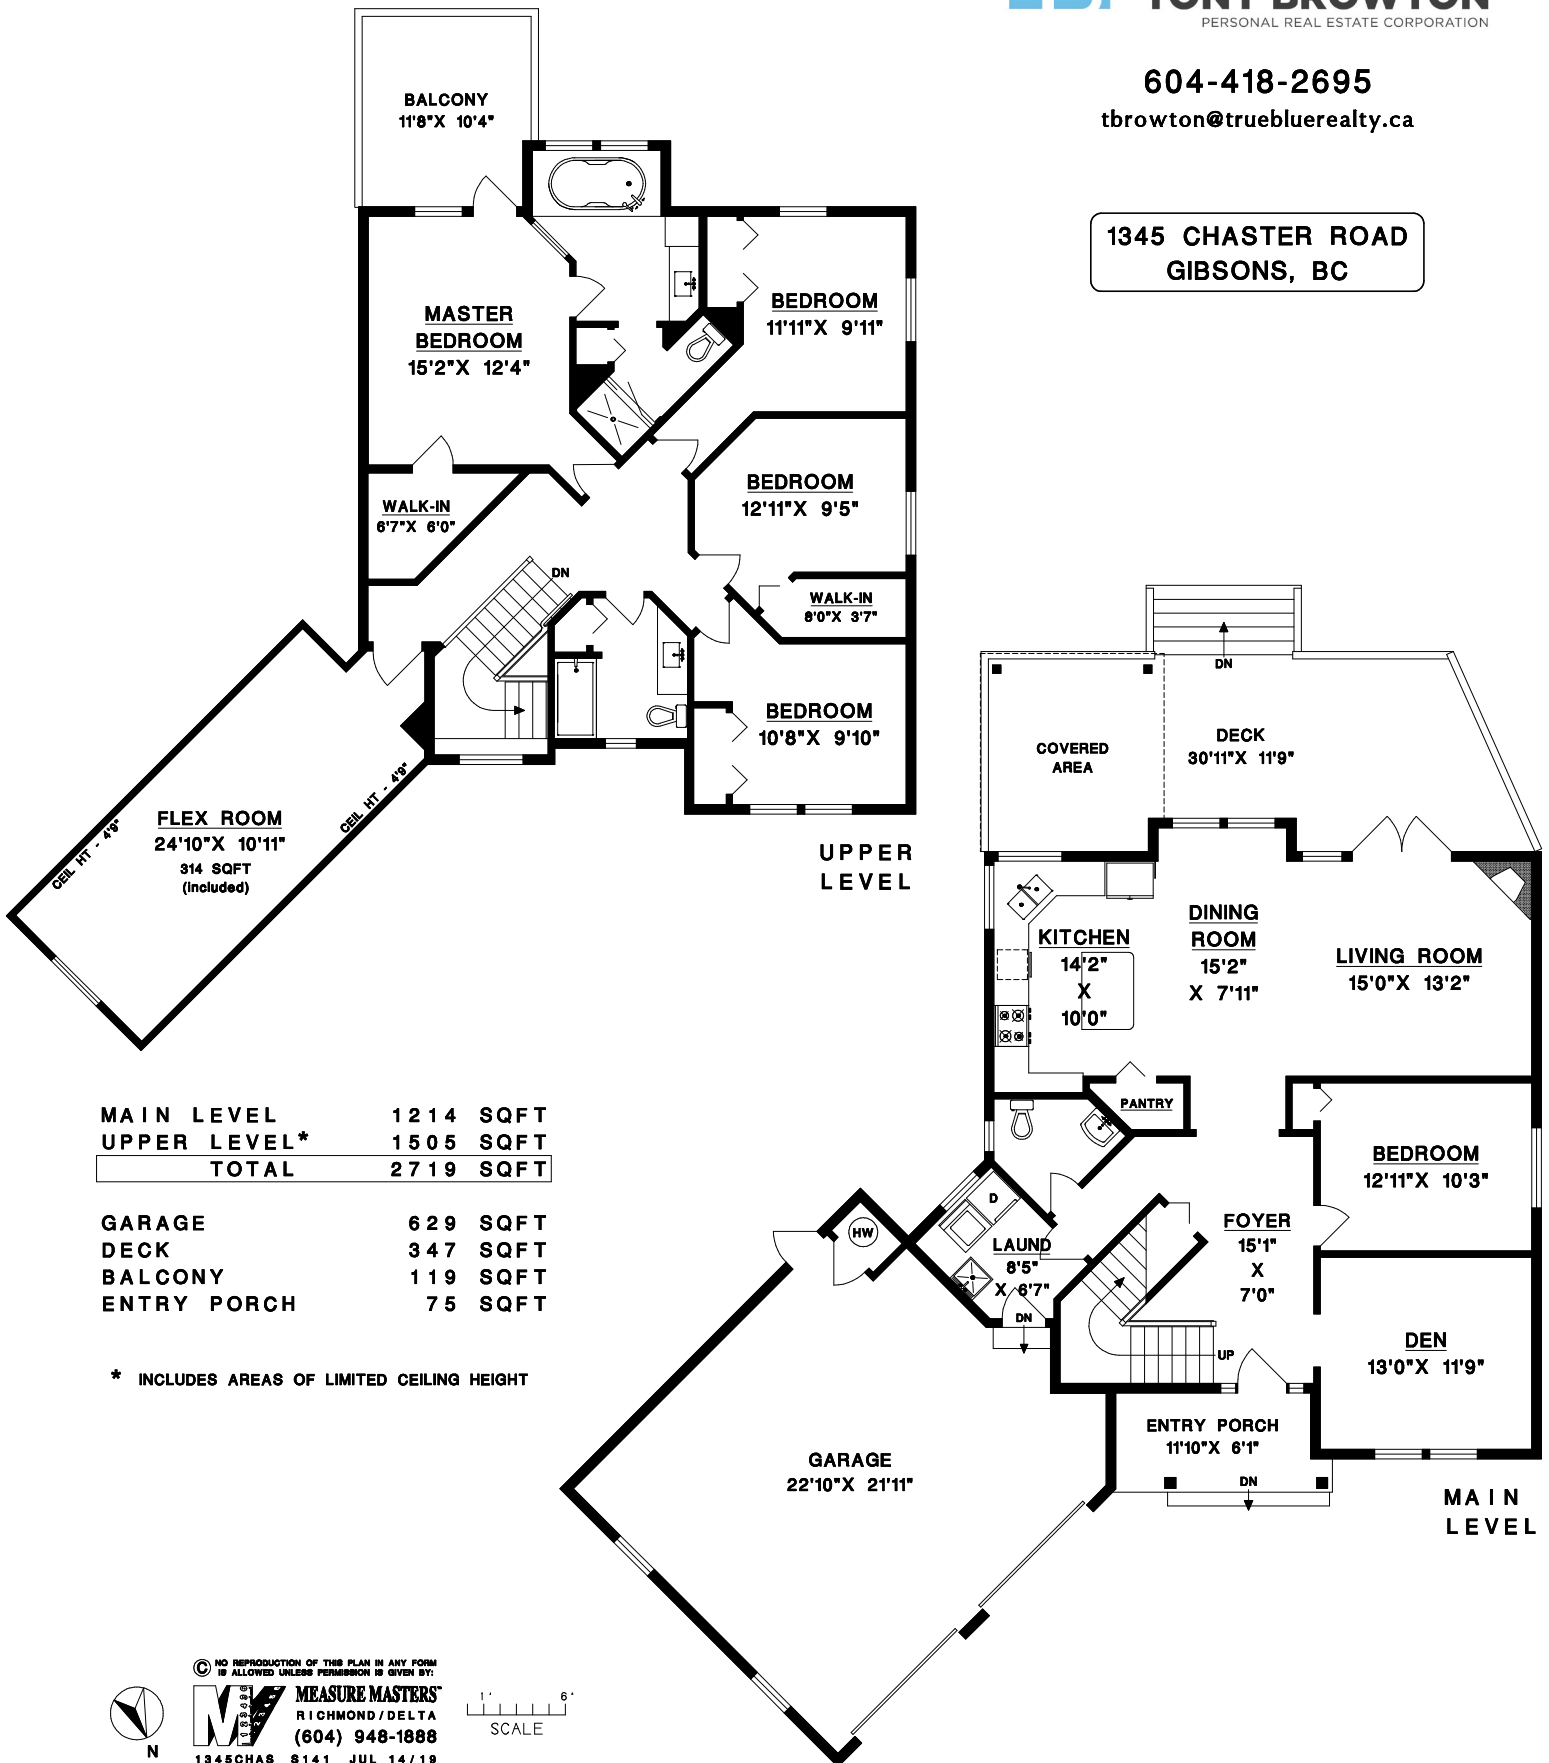 TONY BROWTON
PERSONAL REAL ESTATE CORPORATION
604-418-2695
tbrowton@truebluerealty.ca
1345 CHASTER ROAD
GIBSONS, BC
BALCONY
11'8"X 10'4"
MASTER
BEDROOM
15'2"X 12'4"
BEDROOM
11'11"X 9'11"
BEDROOM
12'11"X 9'5"
WALK-IN
6'7"X 6'0"
DN
WALK-IN
8'0"X 3'7"
BEDROOM
10'8"X 9'10"
FLEX ROOM
24'10"X 10'11"
314 SQFT
(included)
CEIL HT - 4'9"
CEIL HT - 4'9"
UPPER
LEVEL
DN
DECK
30'11"X 11'9"
COVERED
AREA
KITCHEN
14'2"
X
10'0"
DINING
ROOM
15'2"
X 7'11"
LIVING ROOM
15'0"X 13'2"
PANTRY
BEDROOM
12'11"X 10'3"
D
HW
LAUND
8'5"
X 6'7"
DN
FOYER
15'1"
X
7'0"
UP
DEN
13'0"X 11'9"
ENTRY PORCH
11'10"X 6'1"
DN
GARAGE
22'10"X 21'11"
MAIN
LEVEL
MAIN LEVEL 1214 SQFT
UPPER LEVEL* 1505 SQFT
TOTAL 2719 SQFT
GARAGE 629 SQFT
DECK 347 SQFT
BALCONY 119 SQFT
ENTRY PORCH 75 SQFT
* INCLUDES AREAS OF LIMITED CEILING HEIGHT
© NO REPRODUCTION OF THIS PLAN IN ANY FORM
IS ALLOWED UNLESS PERMISSION IS GIVEN BY:
MEASURE MASTERS™
RICHMOND/DELTA
(604) 948-1888
1345CHAS S141 JUL 14/19
N
1' 6'
SCALE